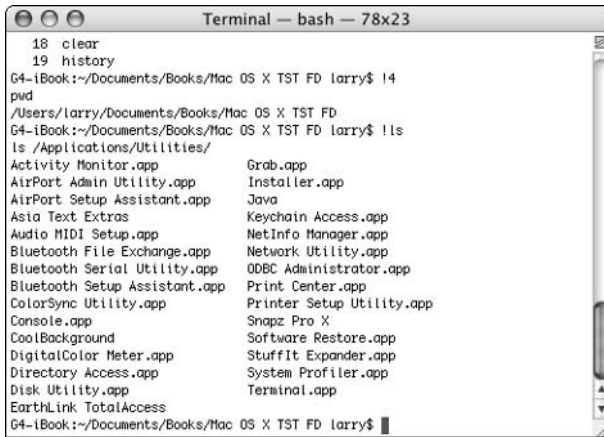 Terminal — bash — 78x23
18 clear
19 history
G4-iBook:~/Documents/Books/Mac OS X TST FD larry$ !4
pwd
/Users/larry/Documents/Books/Mac OS X TST FD
G4-iBook:~/Documents/Books/Mac OS X TST FD larry$ !ls
ls /Applications/Utilities/
Activity Monitor.app Grab.app
AirPort Admin Utility.app Installer.app
AirPort Setup Assistant.app Java
Asia Text Extras Keychain Access.app
Audio MIDI Setup.app NetInfo Manager.app
Bluetooth File Exchange.app Network Utility.app
Bluetooth Serial Utility.app ODBC Administrator.app
Bluetooth Setup Assistant.app Print Center.app
ColorSync Utility.app Printer Setup Utility.app
Console.app Snapz Pro X
CoolBackground Software Restore.app
DigitalColor Meter.app StuffIt Expander.app
Directory Access.app System Profiler.app
Disk Utility.app Terminal.app
EarthLink TotalAccess
G4-iBook:~/Documents/Books/Mac OS X TST FD larry$